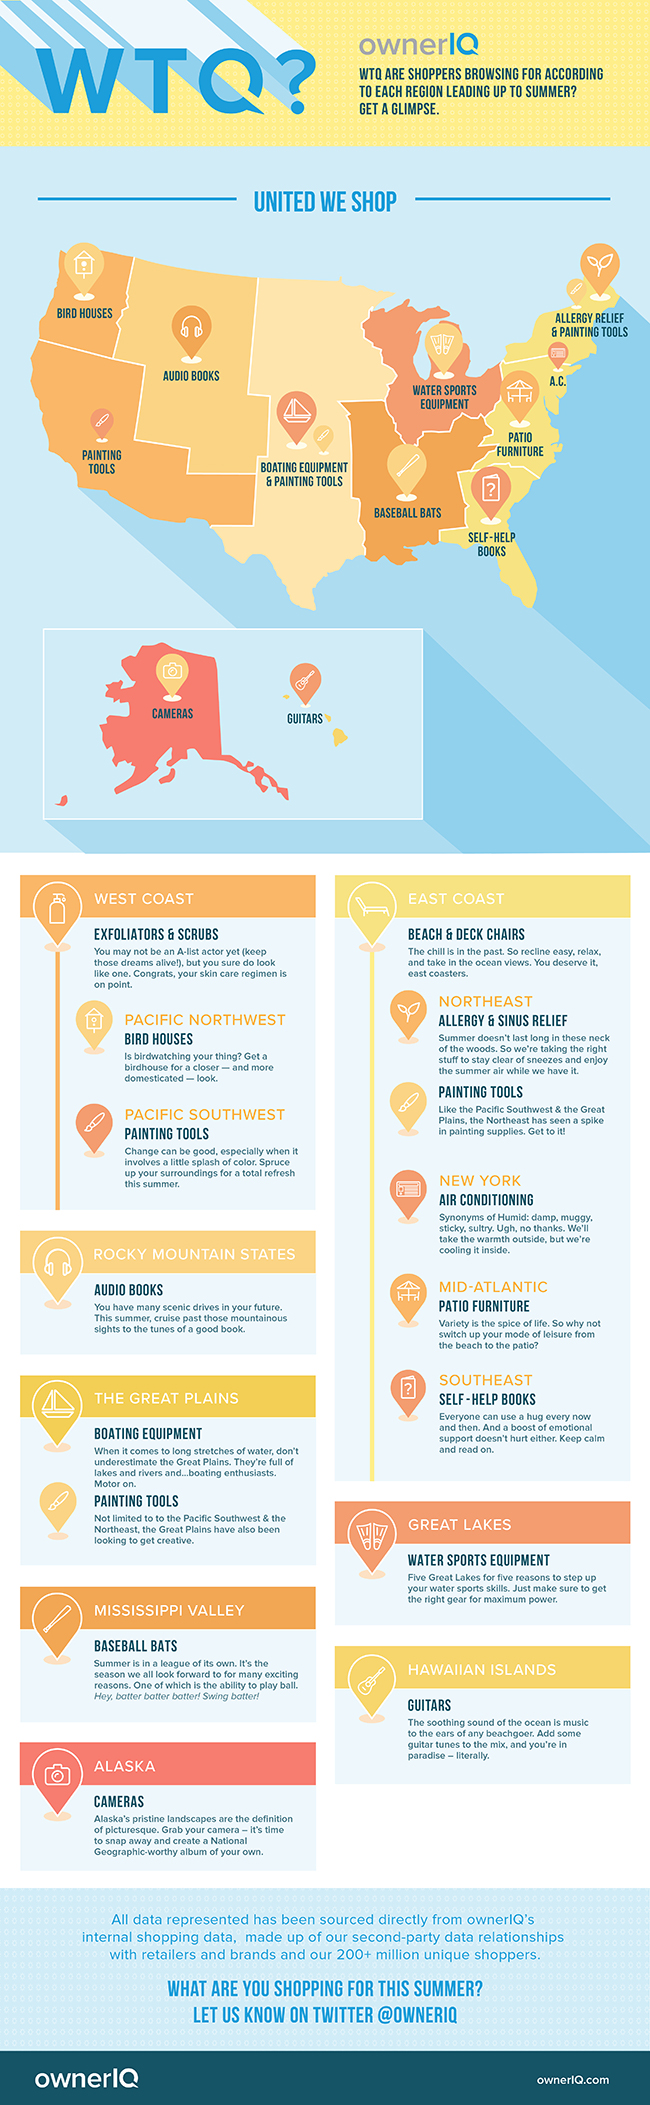 WTQ?
ownerIQ
WTQ ARE SHOPPERS BROWSING FOR ACCORDING
TO EACH REGION LEADING UP TO SUMMER?
GET A GLIMPSE.
UNITED WE SHOP
BIRD HOUSES
AUDIO BOOKS
ALLERGY RELIEF
& PAINTING TOOLS
A.C.
WATER SPORTS
EQUIPMENT
PATIO
FURNITURE
PAINTING
TOOLS
BOATING EQUIPMENT
& PAINTING TOOLS
BASEBALL BATS
SELF-HELP
BOOKS
CAMERAS
GUITARS
WEST COAST
EXFOLIATORS & SCRUBS
You may not be an A-list actor yet (keep
those dreams alive!), but you sure do look
like one. Congrats, your skin care regimen is
on point.
PACIFIC NORTHWEST
BIRD HOUSES
Is birdwatching your thing? Get a
birdhouse for a closer — and more
domesticated — look.
PACIFIC SOUTHWEST
PAINTING TOOLS
Change can be good, especially when it
involves a little splash of color. Spruce
up your surroundings for a total refresh
this summer.
ROCKY MOUNTAIN STATES
AUDIO BOOKS
You have many scenic drives in your future.
This summer, cruise past those mountainous
sights to the tunes of a good book.
THE GREAT PLAINS
BOATING EQUIPMENT
When it comes to long stretches of water, don't
underestimate the Great Plains. They're full of
lakes and rivers and...boating enthusiasts.
Motor on.
PAINTING TOOLS
Not limited to to the Pacific Southwest & the
Northeast, the Great Plains have also been
looking to get creative.
MISSISSIPPI VALLEY
BASEBALL BATS
Summer is in a league of its own. It's the
season we all look forward to for many exciting
reasons. One of which is the ability to play ball.
Hey, batter batter batter! Swing batter!
ALASKA
CAMERAS
Alaska's pristine landscapes are the definition
of picturesque. Grab your camera – it's time
to snap away and create a National
Geographic-worthy album of your own.
EAST COAST
BEACH & DECK CHAIRS
The chill is in the past. So recline easy, relax,
and take in the ocean views. You deserve it,
east coasters.
NORTHEAST
ALLERGY & SINUS RELIEF
Summer doesn't last long in these neck
of the woods. So we're taking the right
stuff to stay clear of sneezes and enjoy
the summer air while we have it.
PAINTING TOOLS
Like the Pacific Southwest & the Great
Plains, the Northeast has seen a spike
in painting supplies. Get to it!
NEW YORK
AIR CONDITIONING
Synonyms of Humid: damp, muggy,
sticky, sultry. Ugh, no thanks. We'll
take the warmth outside, but we're
cooling it inside.
MID-ATLANTIC
PATIO FURNITURE
Variety is the spice of life. So why not
switch up your mode of leisure from
the beach to the patio?
SOUTHEAST
SELF-HELP BOOKS
Everyone can use a hug every now
and then. And a boost of emotional
support doesn't hurt either. Keep calm
and read on.
GREAT LAKES
WATER SPORTS EQUIPMENT
Five Great Lakes for five reasons to step up
your water sports skills. Just make sure to get
the right gear for maximum power.
HAWAIIAN ISLANDS
GUITARS
The soothing sound of the ocean is music
to the ears of any beachgoer. Add some
guitar tunes to the mix, and you're in
paradise – literally.
All data represented has been sourced directly from ownerIQ's
internal shopping data, made up of our second-party data relationships
with retailers and brands and our 200+ million unique shoppers.
WHAT ARE YOU SHOPPING FOR THIS SUMMER?
LET US KNOW ON TWITTER @OWNERIQ
ownerIQ
ownerIQ.com